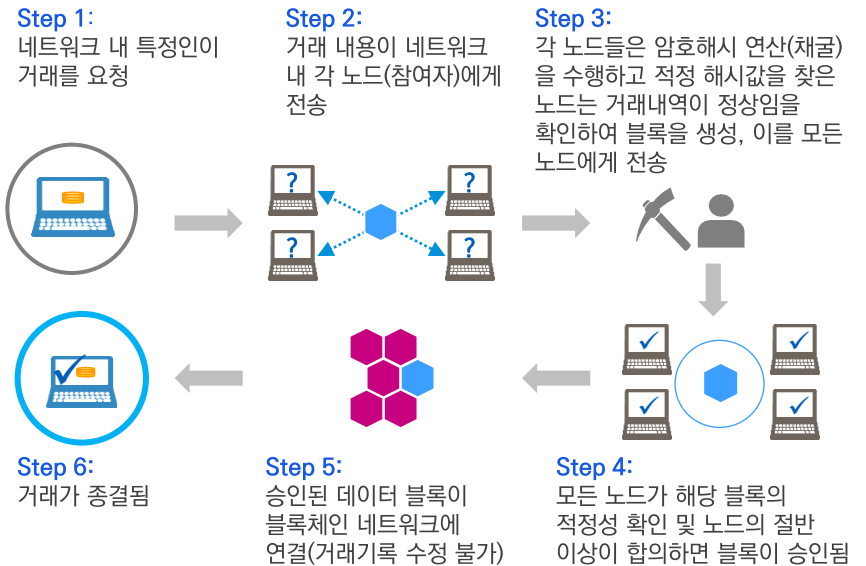 Step 1:
네트워크 내 특정인이
거래를 요청
Step 2:
거래 내용이 네트워크
내 각 노드(참여자)에게
전송
Step 3:
각 노드들은 암호해시 연산(채굴)
을 수행하고 적정 해시값을 찾은
노드는 거래내역이 정상임을
확인하여 블록을 생성, 이를 모든
노드에게 전송
?
?
?
?
Step 4:
모든 노드가 해당 블록의
적정성 확인 및 노드의 절반
이상이 합의하면 블록이 승인됨
Step 5:
승인된 데이터 블록이
블록체인 네트워크에
연결(거래기록 수정 불가)
Step 6:
거래가 종결됨